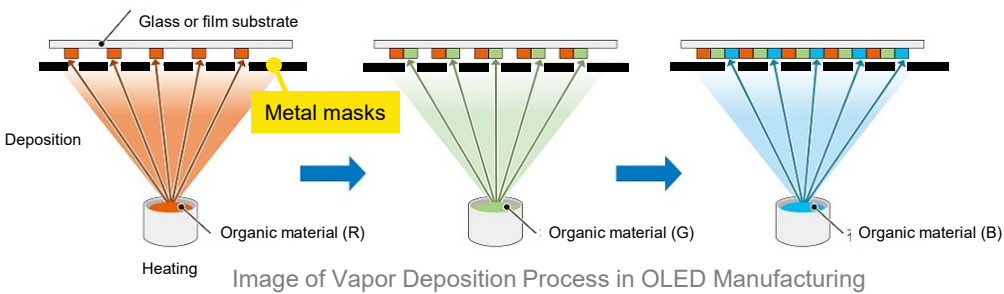 Glass or film substrate
Metal masks
Deposition
Organic material (R)
Organic material (G)
Organic material (B)
Heating
Image of Vapor Deposition Process in OLED Manufacturing